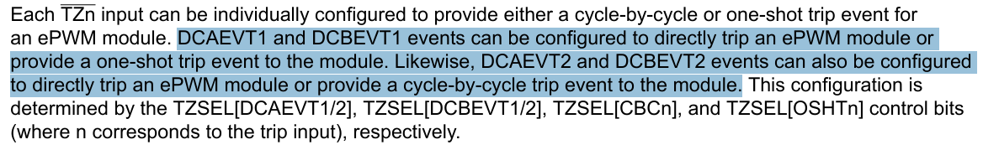 Each TZn input can be individually configured to provide either a cycle-by-cycle or one-shot trip event for
an ePWM module. DCAEVT1 and DCBEVT1 events can be configured to directly trip an ePWM module or
provide a one-shot trip event to the module. Likewise, DCAEVT2 and DCBEVT2 events can also be configured
to directly trip an ePWM module or provide a cycle-by-cycle trip event to the module. This configuration is
determined by the TZSEL[DCAEVT1/2], TZSEL[DCBEVT1/2], TZSEL[CBCn], and TZSEL[OSHTn] control bits
(where n corresponds to the trip input), respectively.